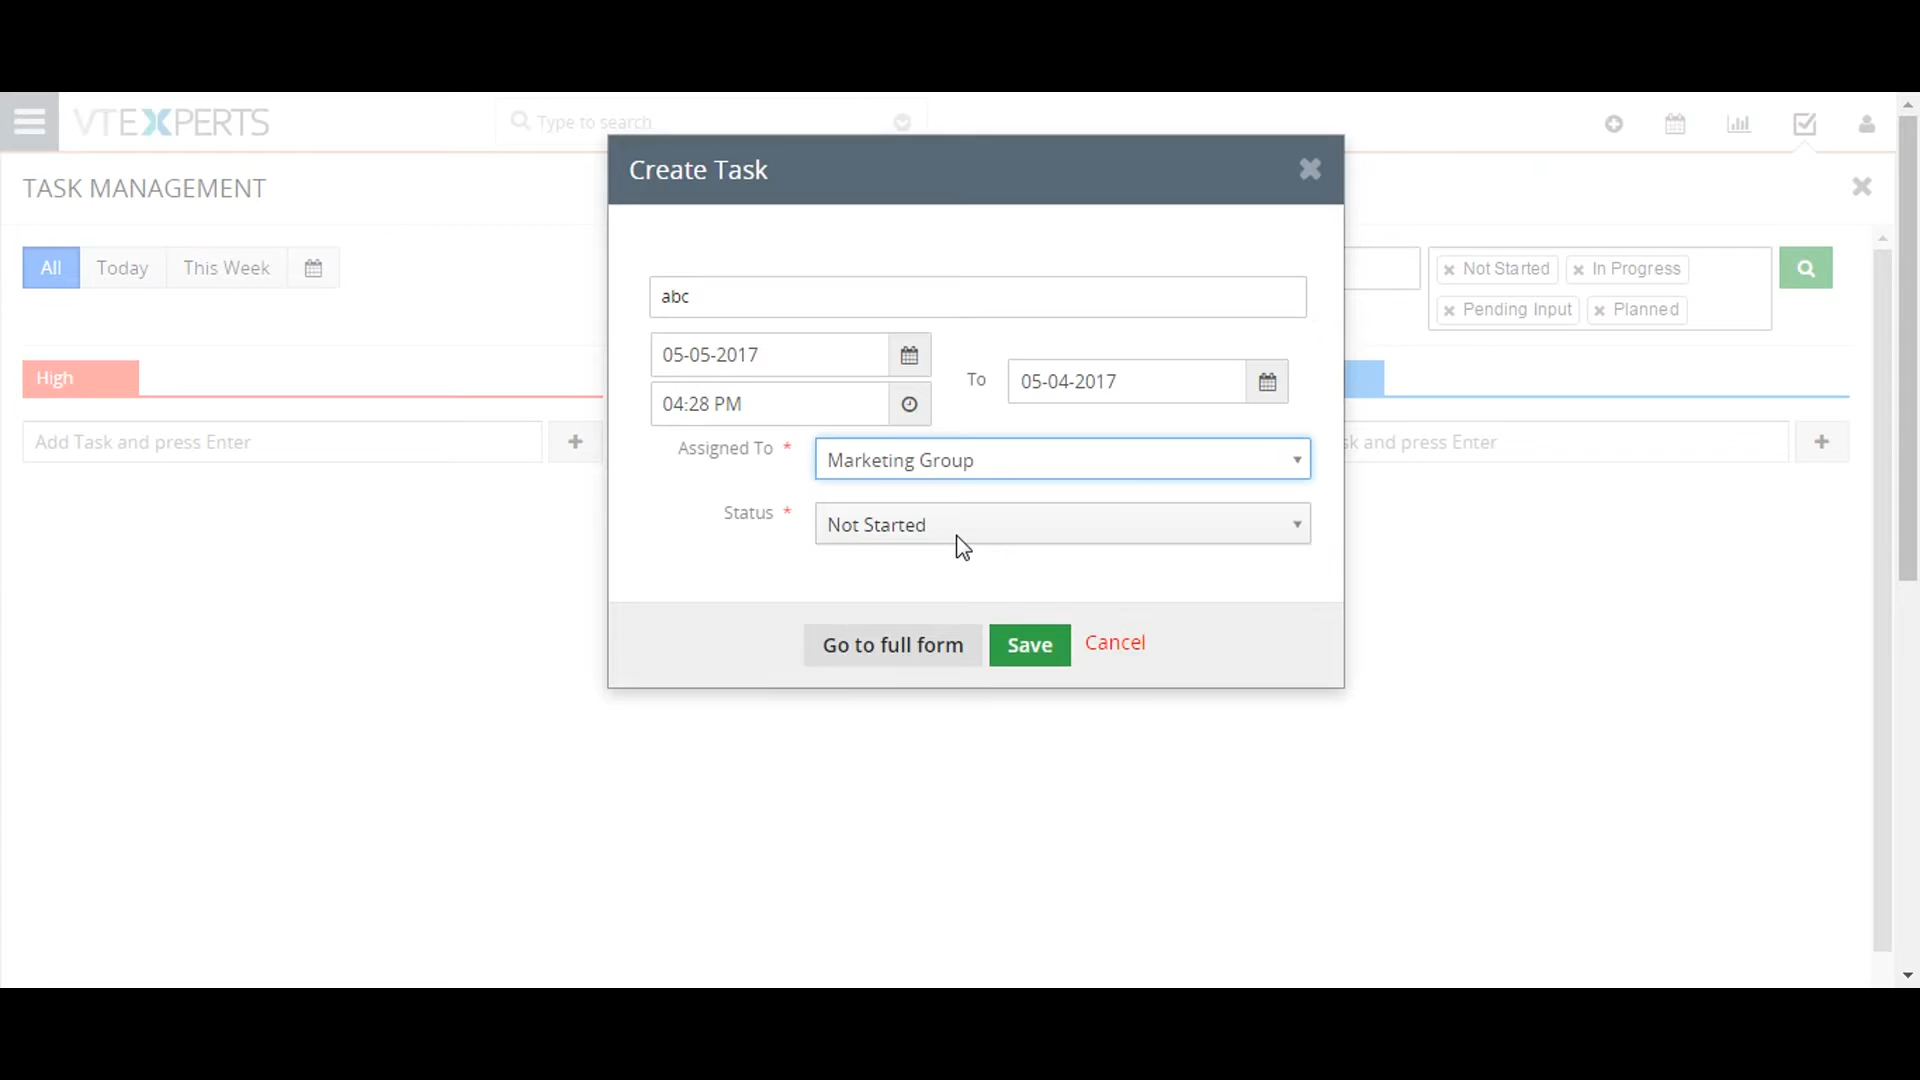 VTEXPERTS
Type to search
TASK MANAGEMENT
All
Today
This Week
Not Started
In Progress
Pending Input
Planned
High
Add Task and press Enter
sk and press Enter
Create Task
abc
05-05-2017
04:28 PM
To
05-04-2017
Assigned To *
Marketing Group
Status *
Not Started
Go to full form
Save
Cancel